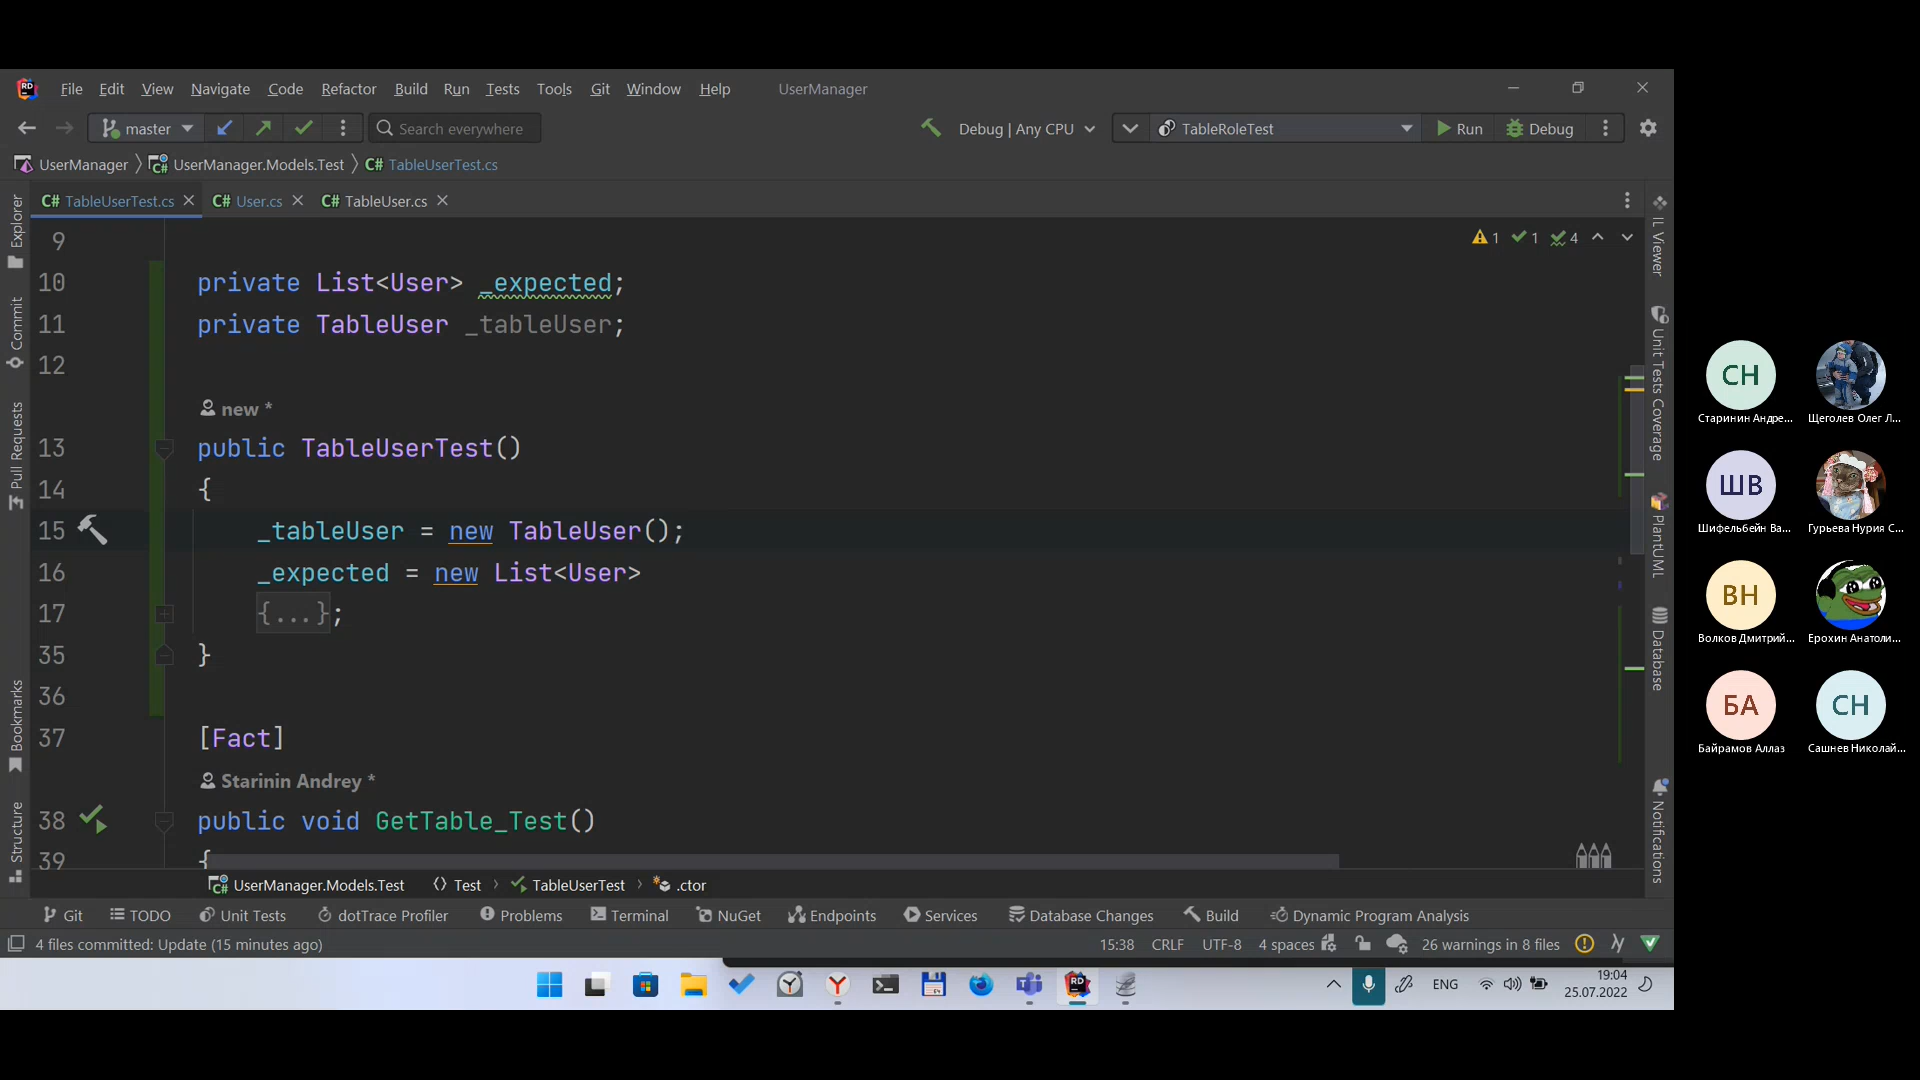 File Edit View Navigate Code Refactor Build Run Tests Tools Git Window Help UserManager
master Search everywhere Debug | Any CPU TableRoleTest Run Debug
UserManager UserManager.Models.Test C# TableUserTest.cs
C# TableUserTest.cs C# User.cs C# TableUser.cs
Explorer
Commit
Pull Requests
Bookmarks
Structure
1 1 4
9
10 private List<User> _expected;
11 private TableUser _tableUser;
12
new *
13 public TableUserTest()
14 {
15 _tableUser = new TableUser();
16 _expected = new List<User>
17 {...};
35 }
36
37 [Fact]
Starinin Andrey *
38 public void GetTable_Test()
39 {
IL Viewer
Unit Tests Coverage
PlantUML
Database
Notifications
UserManager.Models.Test Test TableUserTest .ctor
Git TODO Unit Tests dotTrace Profiler Problems Terminal NuGet Endpoints Services Database Changes Build Dynamic Program Analysis
4 files committed: Update (15 minutes ago) 15:38 CRLF UTF-8 4 spaces 26 warnings in 8 files
ENG 19:04
25.07.2022
СН
Старинин Андре...
Щеголев Олег Л...
ШВ
Шифельбейн Ва...
Гурьева Нурия С...
ВН
Волков Дмитрий...
Ерохин Анатоли...
БА
Байрамов Аллаз
СН
Сашнев Николай...